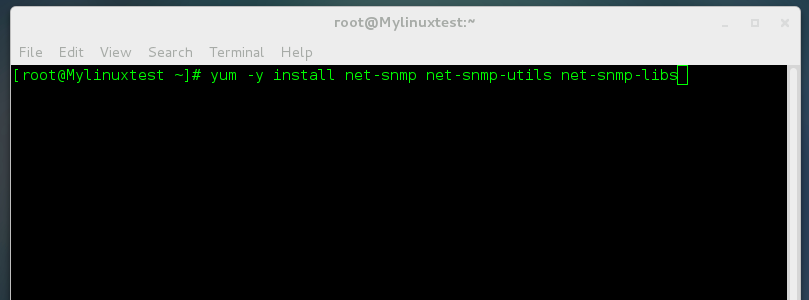 root@Mylinuxtest:~
File Edit View Search Terminal Help
[root@Mylinuxtest ~]# yum -y install net-snmp net-snmp-utils net-snmp-libs